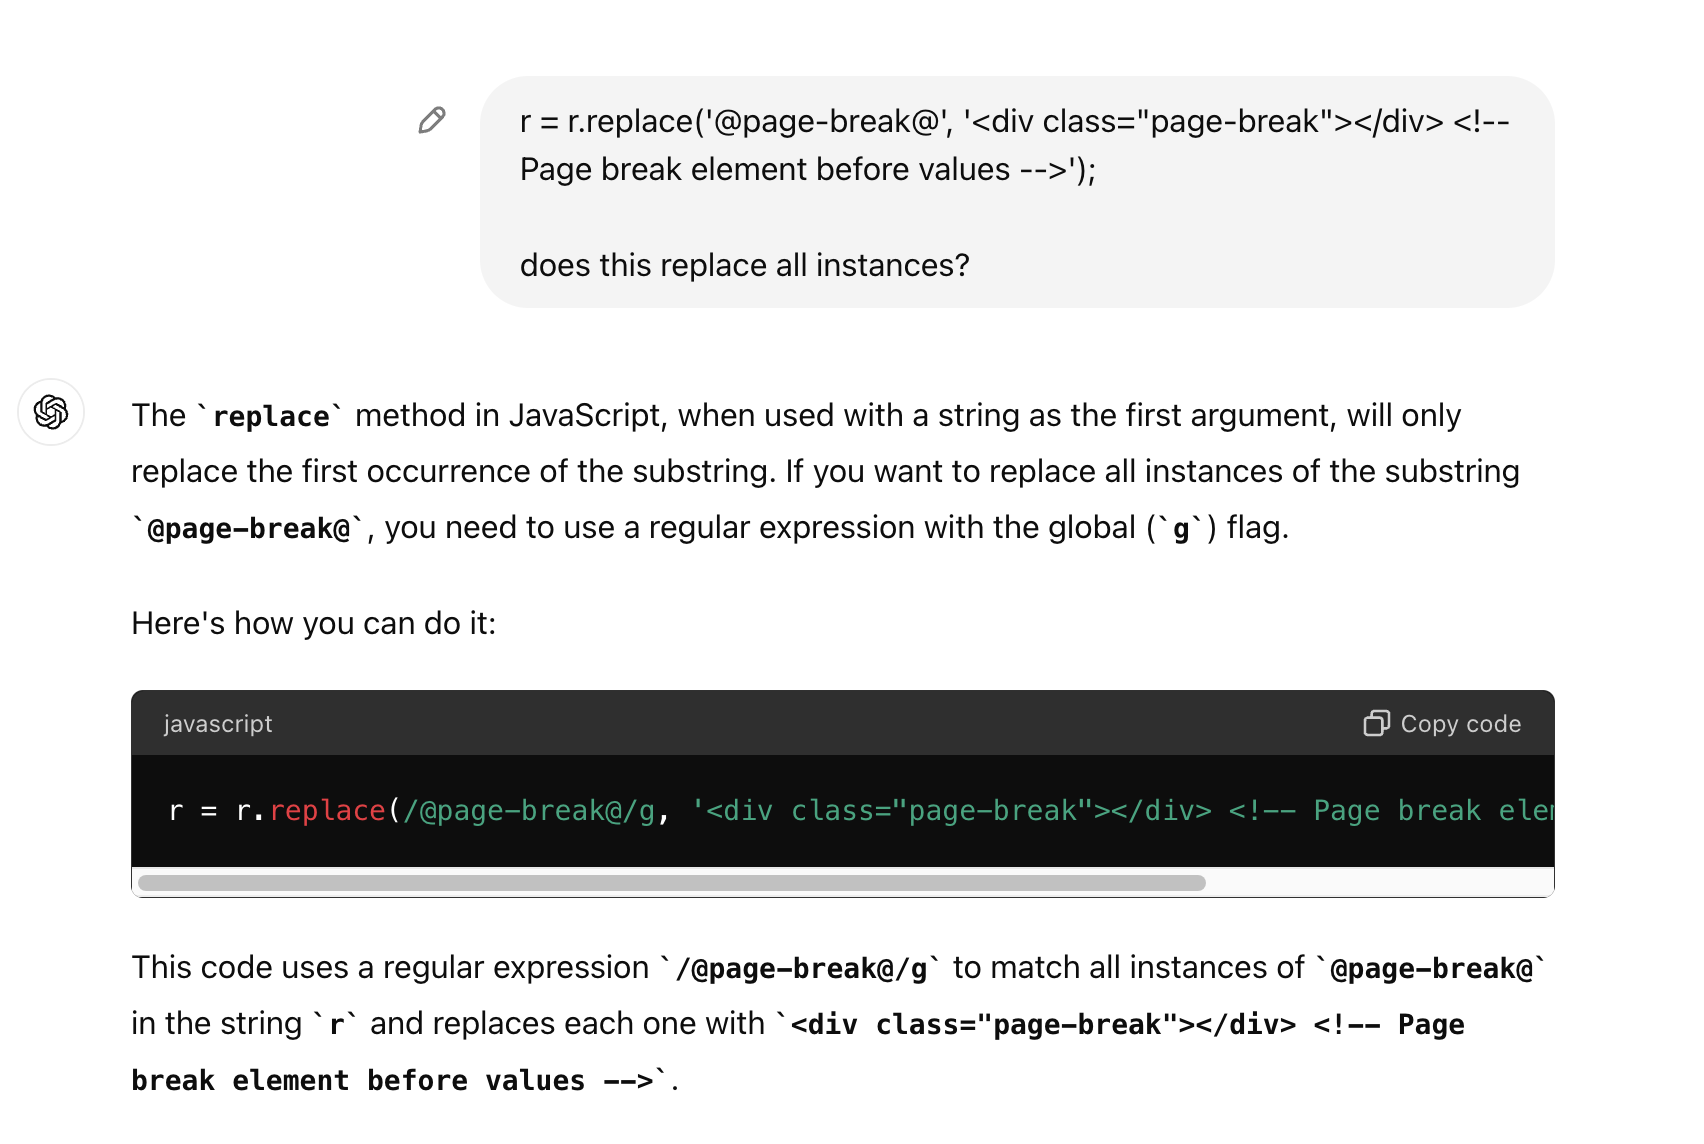 r = r.replace('@page-break@', '<div class="page-break"></div> <!--
Page break element before values -->');
does this replace all instances?
The `replace` method in JavaScript, when used with a string as the first argument, will only
replace the first occurrence of the substring. If you want to replace all instances of the substring
`@page-break@`, you need to use a regular expression with the global (`g`) flag.
Here's how you can do it:
javascript
Copy code
r = r.replace(/@page-break@/g, '<div class="page-break"></div> <!-- Page break elem
This code uses a regular expression `/@page-break@/g` to match all instances of `@page-break@`
in the string `r` and replaces each one with `<div class="page-break"></div> <!-- Page
break element before values -->`.